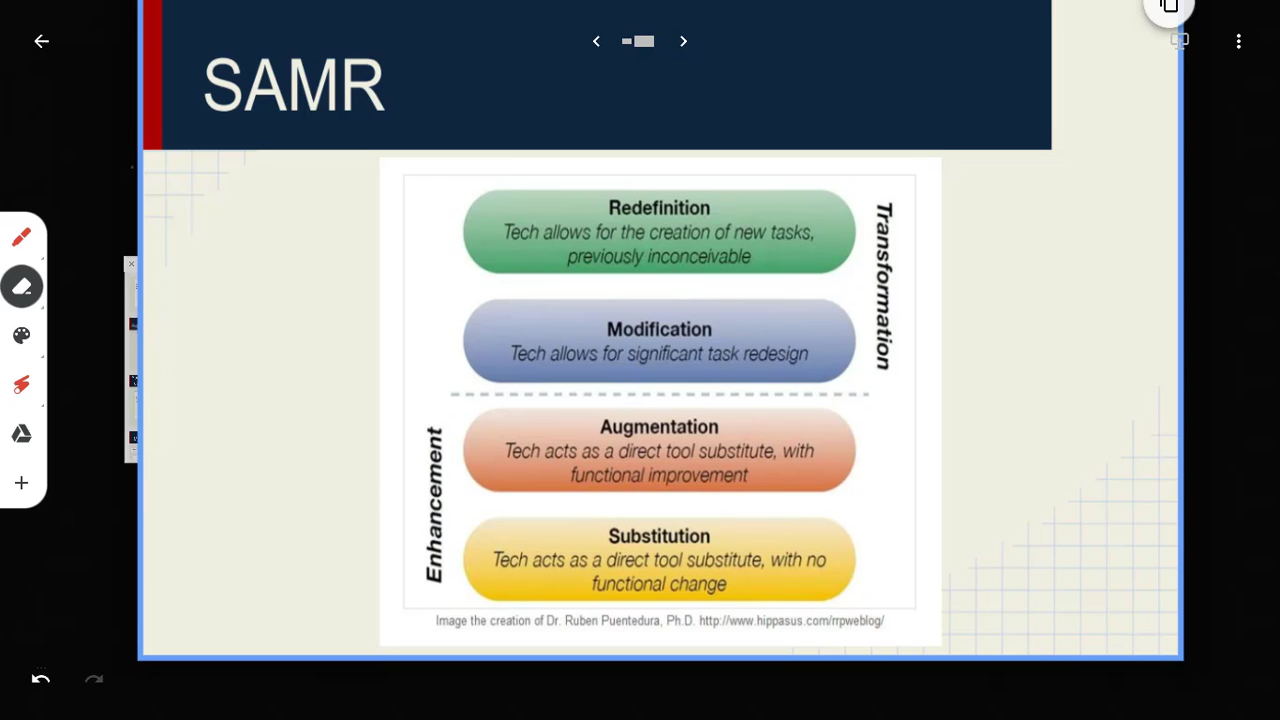 SAMR
Redefinition
Tech allows for the creation of new tasks,
previously inconceivable
Transformation
Modification
Tech allows for significant task redesign
Augmentation
Tech acts as a direct tool substitute, with
functional improvement
Enhancement
Substitution
Tech acts as a direct tool substitute, with no
functional change
Image the creation of Dr. Ruben Puentedura, Ph.D. http://www.hippasus.com/rrpweblog/